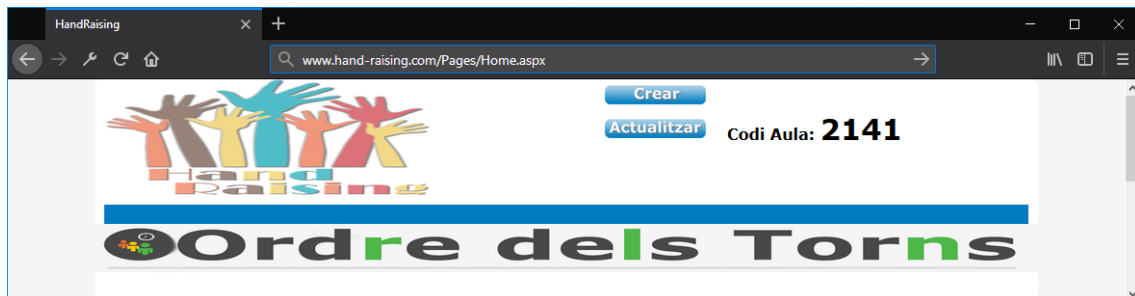 HandRaising
www.hand-raising.com/Pages/Home.aspx
Crear
Actualitzar
Codi Aula: 2141
Hand
Raising
Ordre dels Torns